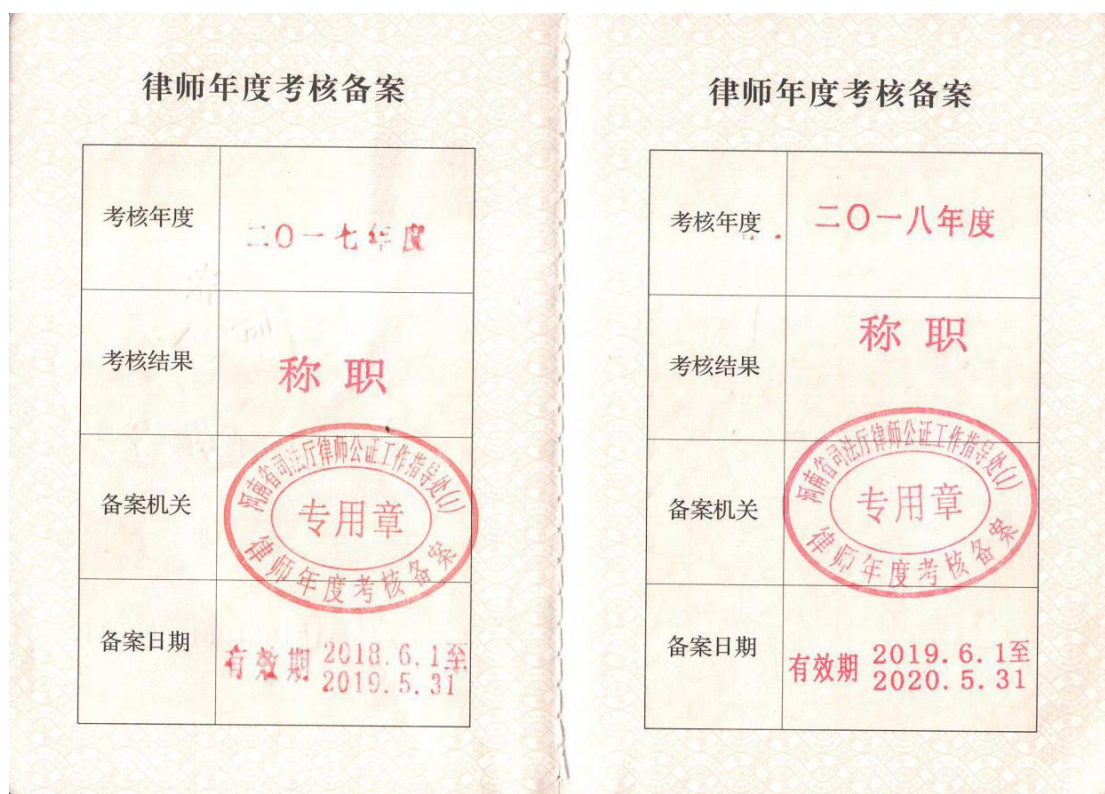 律师年度考核备案
考核年度
二〇一七年度
考核结果
称职
备案机关
河南省司法厅律师公证工作指导处(1)
专用章
律师年度考核备案
备案日期
有效期 2018.6.1至
2019.5.31
律师年度考核备案
考核年度
二〇一八年度
考核结果
称职
备案机关
河南省司法厅律师公证工作指导处(1)
专用章
律师年度考核备案
备案日期
有效期 2019.6.1至
2020.5.31